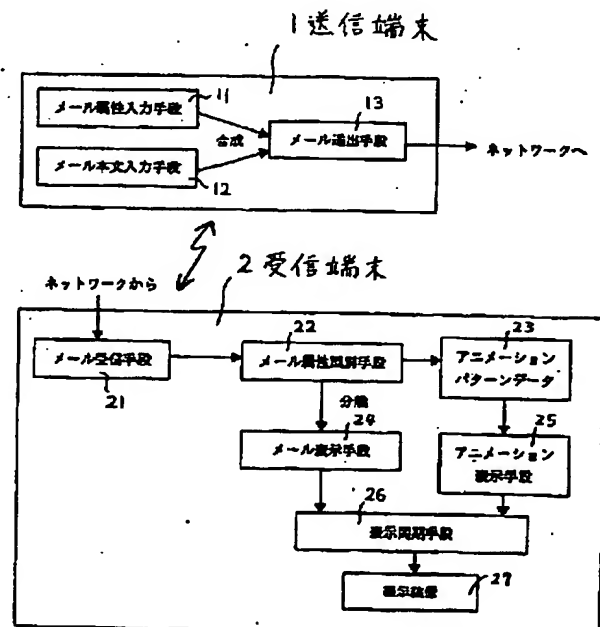 1 送信端末
メール属性入力手段
11
合成
メール送出手段
13
ネットワークへ
メール本文入力手段
12
ネットワークから
2 受信端末
メール受信手段
21
22
メール属性識別手段
23
アニメーション
パターンデータ
分離
24
メール表示手段
25
アニメーション
表示手段
26
表示同期手段
表示装置
27